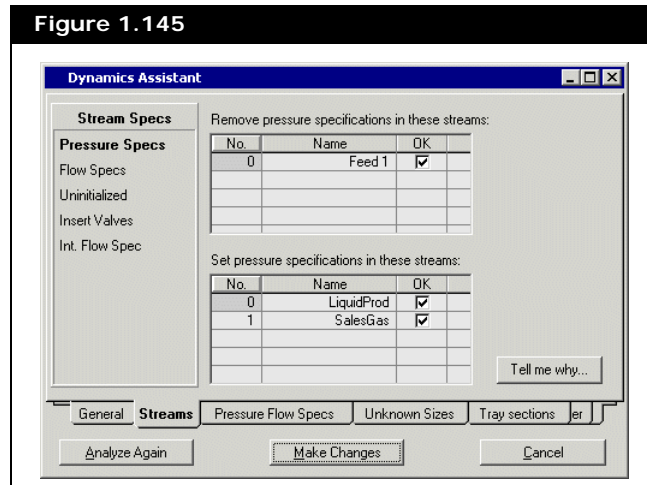 Figure 1.145
Dynamics Assistant
Stream Specs
Pressure Specs
Flow Specs
Uninitialized
Insert Valves
Int. Flow Spec
Remove pressure specifications in these streams:
No. Name OK
0 Feed 1
Set pressure specifications in these streams:
No. Name OK
0 LiquidProd
1 SalesGas
Tell me why...
General Streams Pressure Flow Specs Unknown Sizes Tray sections er
Analyze Again Make Changes Cancel